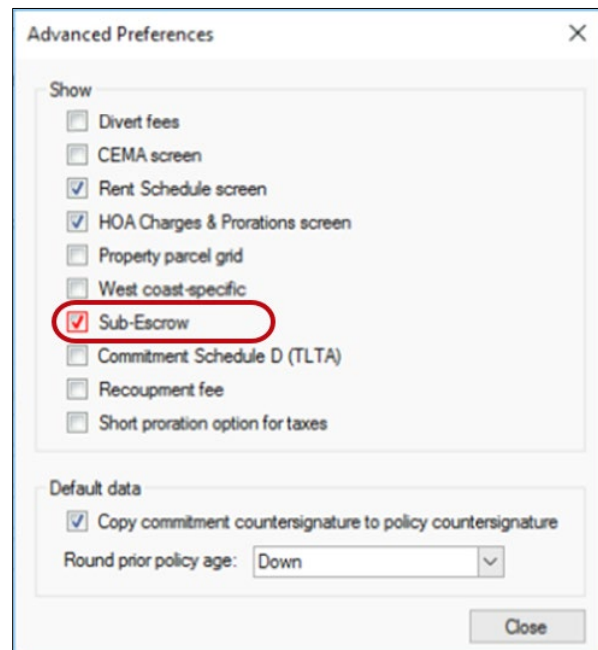 Advanced Preferences
Show
Divert fees
CEMA screen
Rent Schedule screen
HOA Charges & Prorations screen
Property parcel grid
West coast-specific
Sub-Escrow
Commitment Schedule D (TLTA)
Recoupment fee
Short proration option for taxes
Default data
Copy commitment countersignature to policy countersignature
Round prior policy age: Down
Close